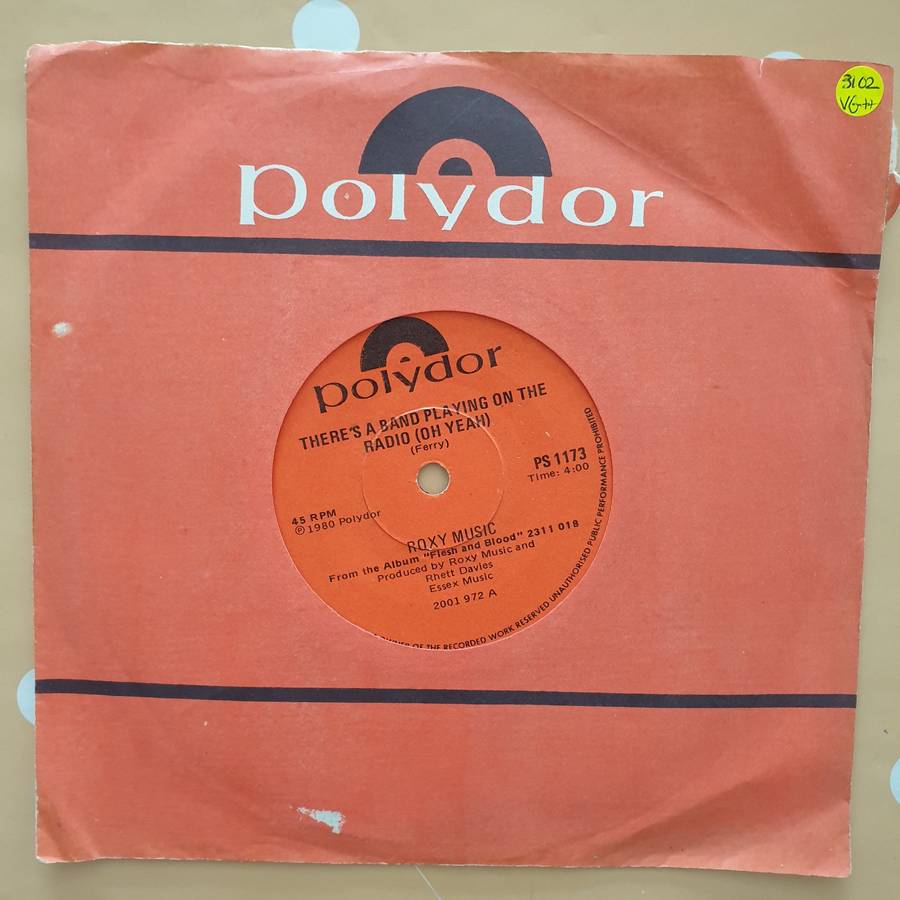 3102
VG++
polydor
polydor
THERE'S A BAND PLAYING ON THE
RADIO (OH YEAH)
(Ferry)
PS 1173
Time: 4:00
45 RPM
℗ 1980 Polydor
ROXY MUSIC
From the Album "Flesh and Blood" 2311 018
Produced by Roxy Music and
Rhett Davies
Essex Music
2001 972 A
OWNER OF THE RECORDED WORK RESERVED UNAUTHORISED PUBLIC PERFORMANCE PROHIBITED